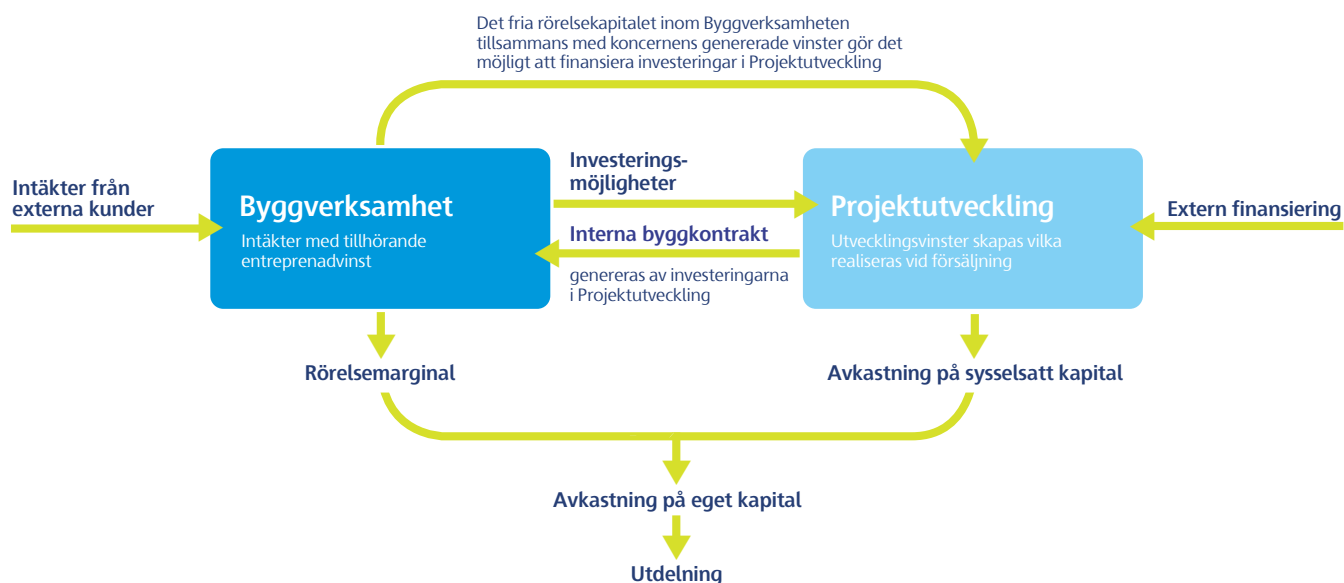 Det fria rörelsekapitalet inom Byggverksamheten
tillsammans med koncernens genererade vinster gör det
möjligt att finansiera investeringar i Projektutveckling
Intäkter från
externa kunder
Byggverksamhet
Intäkter med tillhörande
entreprenadvinst
Investerings-
möjligheter
Interna byggkontrakt
genereras av investeringarna
i Projektutveckling
Projektutveckling
Utvecklingsvinster skapas vilka
realiseras vid försäljning
Extern finansiering
Rörelsemarginal
Avkastning på sysselsatt kapital
Avkastning på eget kapital
Utdelning